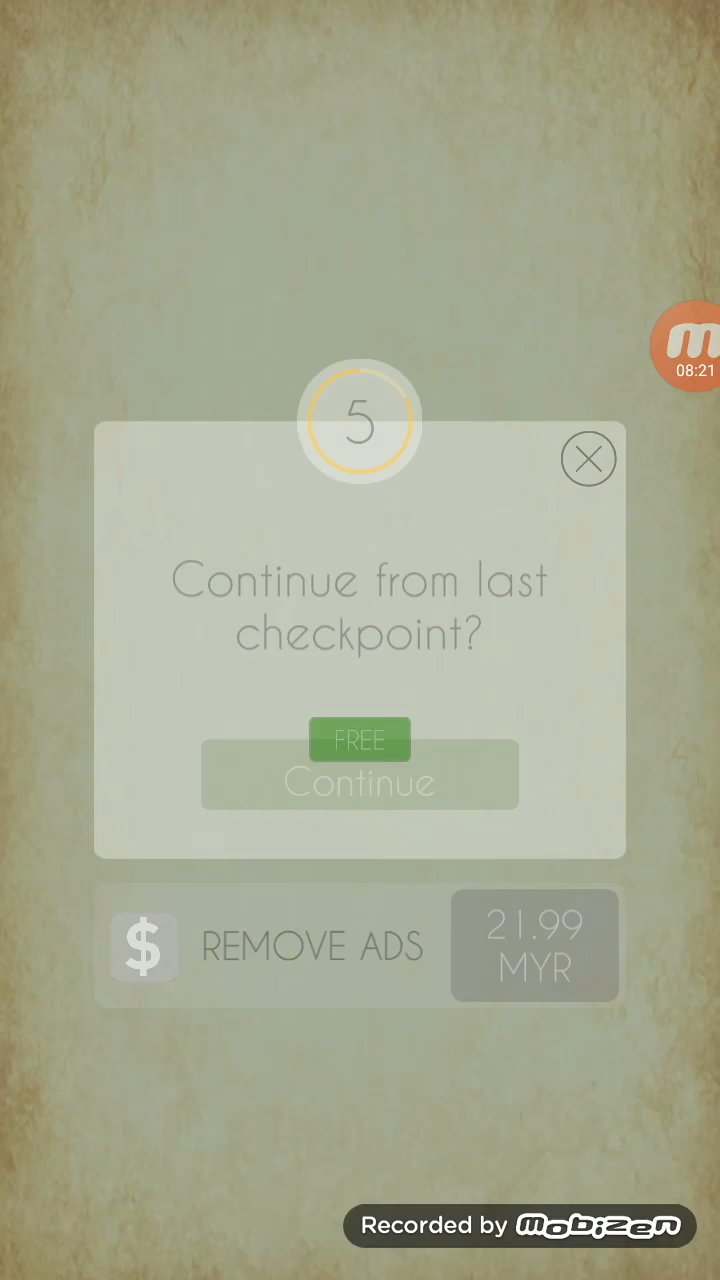 m
08:21
5
Continue from last
checkpoint?
FREE
Continue
$ REMOVE ADS
21.99
MYR
Recorded by mobizen